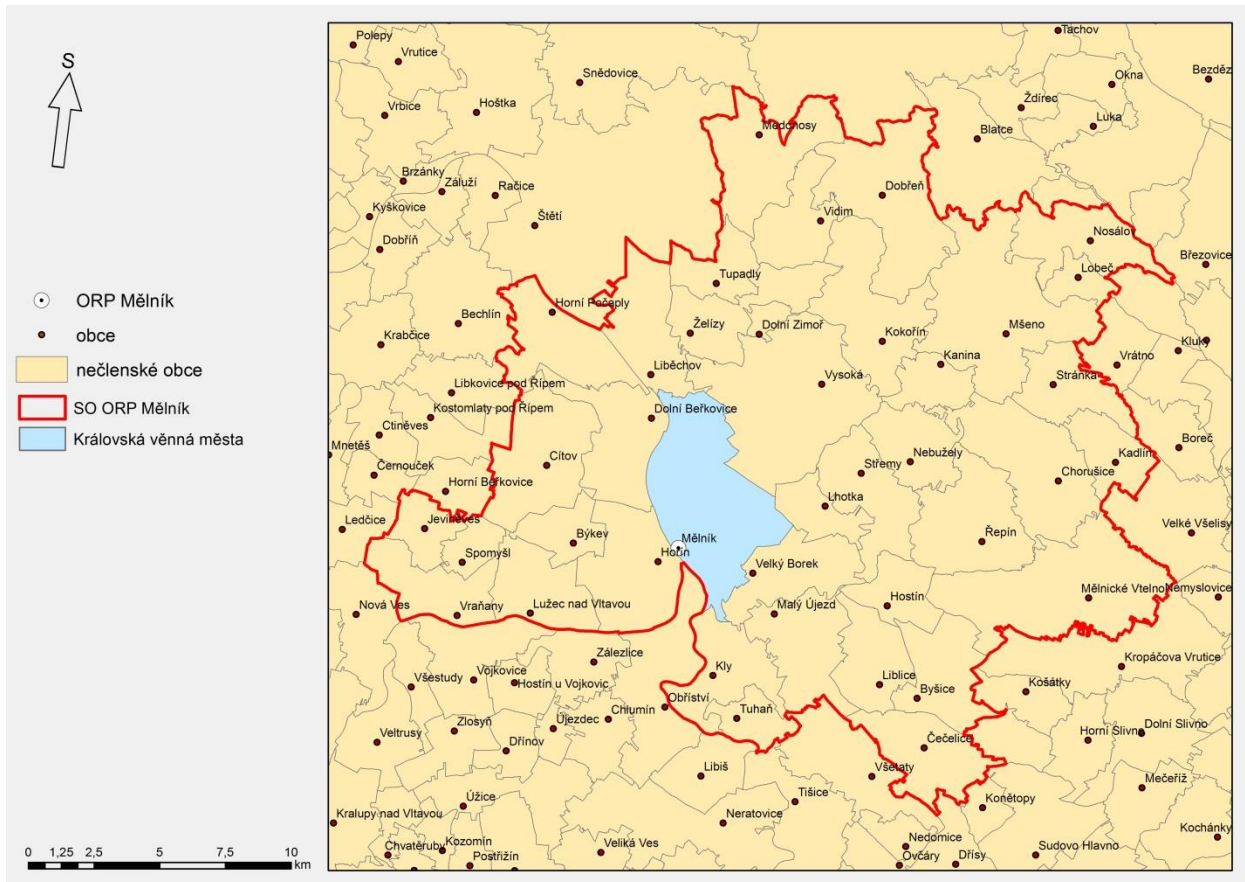 S
ORP Mělník
obce
nečlenské obce
SO ORP Mělník
Královská věnná města
0 1,25 2,5 5 7,5 10
km
Polepy
Vrutice
Tachov
Snědovice
Okna
Bezděz
Vrbice
Hoštka
Ždírec
Luka
Medonosy
Blatce
Brzánky
Záluží
Račice
Dobřeň
Kyškovice
Štětí
Vidim
Dobříň
Nosálov
Březovice
Lobeč
Tupadly
Horní Počeply
Bechlín
Želízy
Dolní Zimoř
Kokořín
Mšeno
Krabčice
Kluky
Kanina
Vrátno
Liběchov
Vysoká
Stránka
Libkovice pod Řípem
Kostomlaty pod Řípem
Dolní Beřkovice
Ctiněves
Mnetěš
Boreč
Cítov
Střemy
Nebužely
Kadlín
Černouček
Chorušice
Horní Beřkovice
Lhotka
Ledčice
Jeviněves
Velké Všelisy
Býkev
Mělník
Řepín
Spomyšl
Hořín
Velký Borek
Mělnické Vtelno
Němyslovice
Nová Ves
Vraňany
Lužec nad Vltavou
Malý Újezd
Hostín
Zálezlice
Kropáčova Vrutice
Všestudy
Vojkovice
Hostín u Vojkovic
Kly
Liblice
Byšice
Košátky
Obříství
Chlumín
Tuhaň
Zlosyň
Újezdec
Dolní Slivno
Horní Slivno
Veltrusy
Dřínov
Čečelice
Libiš
Všetaty
Mečeříž
Úžice
Tišice
Konětopy
Kralupy nad Vltavou
Neratovice
Kochánky
Chvatěruby
Kozomín
Veliká Ves
Nedomice
Sudovo Hlavno
Postřižín
Ovčáry
Dřísy